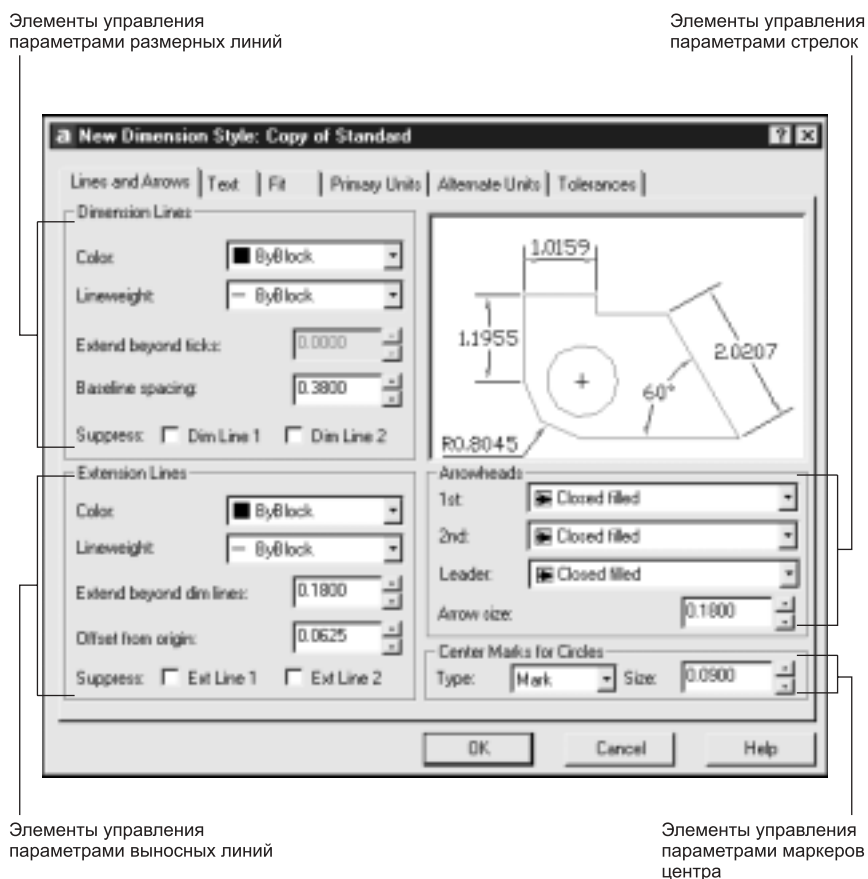 Элементы управления
параметрами размерных линий
Элементы управления
параметрами стрелок
New Dimension Style: Copy of Standard
Lines and Arrows Text Fit Primary Units Alternate Units Tolerances
Dimension Lines
Color: ByBlock
Lineweight: ByBlock
Extend beyond ticks: 0.0000
Baseline spacing: 0.3800
Suppress: Dim Line 1 Dim Line 2
1.0159
1.1955
2.0207
60°
R0.8045
Extension Lines
Color: ByBlock
Lineweight: ByBlock
Extend beyond dim lines: 0.1800
Offset from origin: 0.0625
Suppress: Ext Line 1 Ext Line 2
Arrowheads
1st: Closed filled
2nd: Closed filled
Leader: Closed filled
Arrow size: 0.1800
Center Marks for Circles
Type: Mark Size: 0.0900
OK Cancel Help
Элементы управления
параметрами выносных линий
Элементы управления
параметрами маркеров
центра